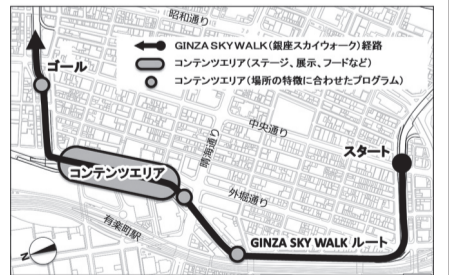 昭和通り
GINZA SKY WALK(銀座スカイウォーク)経路
コンテンツエリア(ステージ、展示、フードなど)
コンテンツエリア(場所の特徴に合わせたプログラム)
ゴール
中央通り
晴海通り
スタート
コンテンツエリア
外堀通り
有楽町駅
GINZA SKY WALK ルート
N